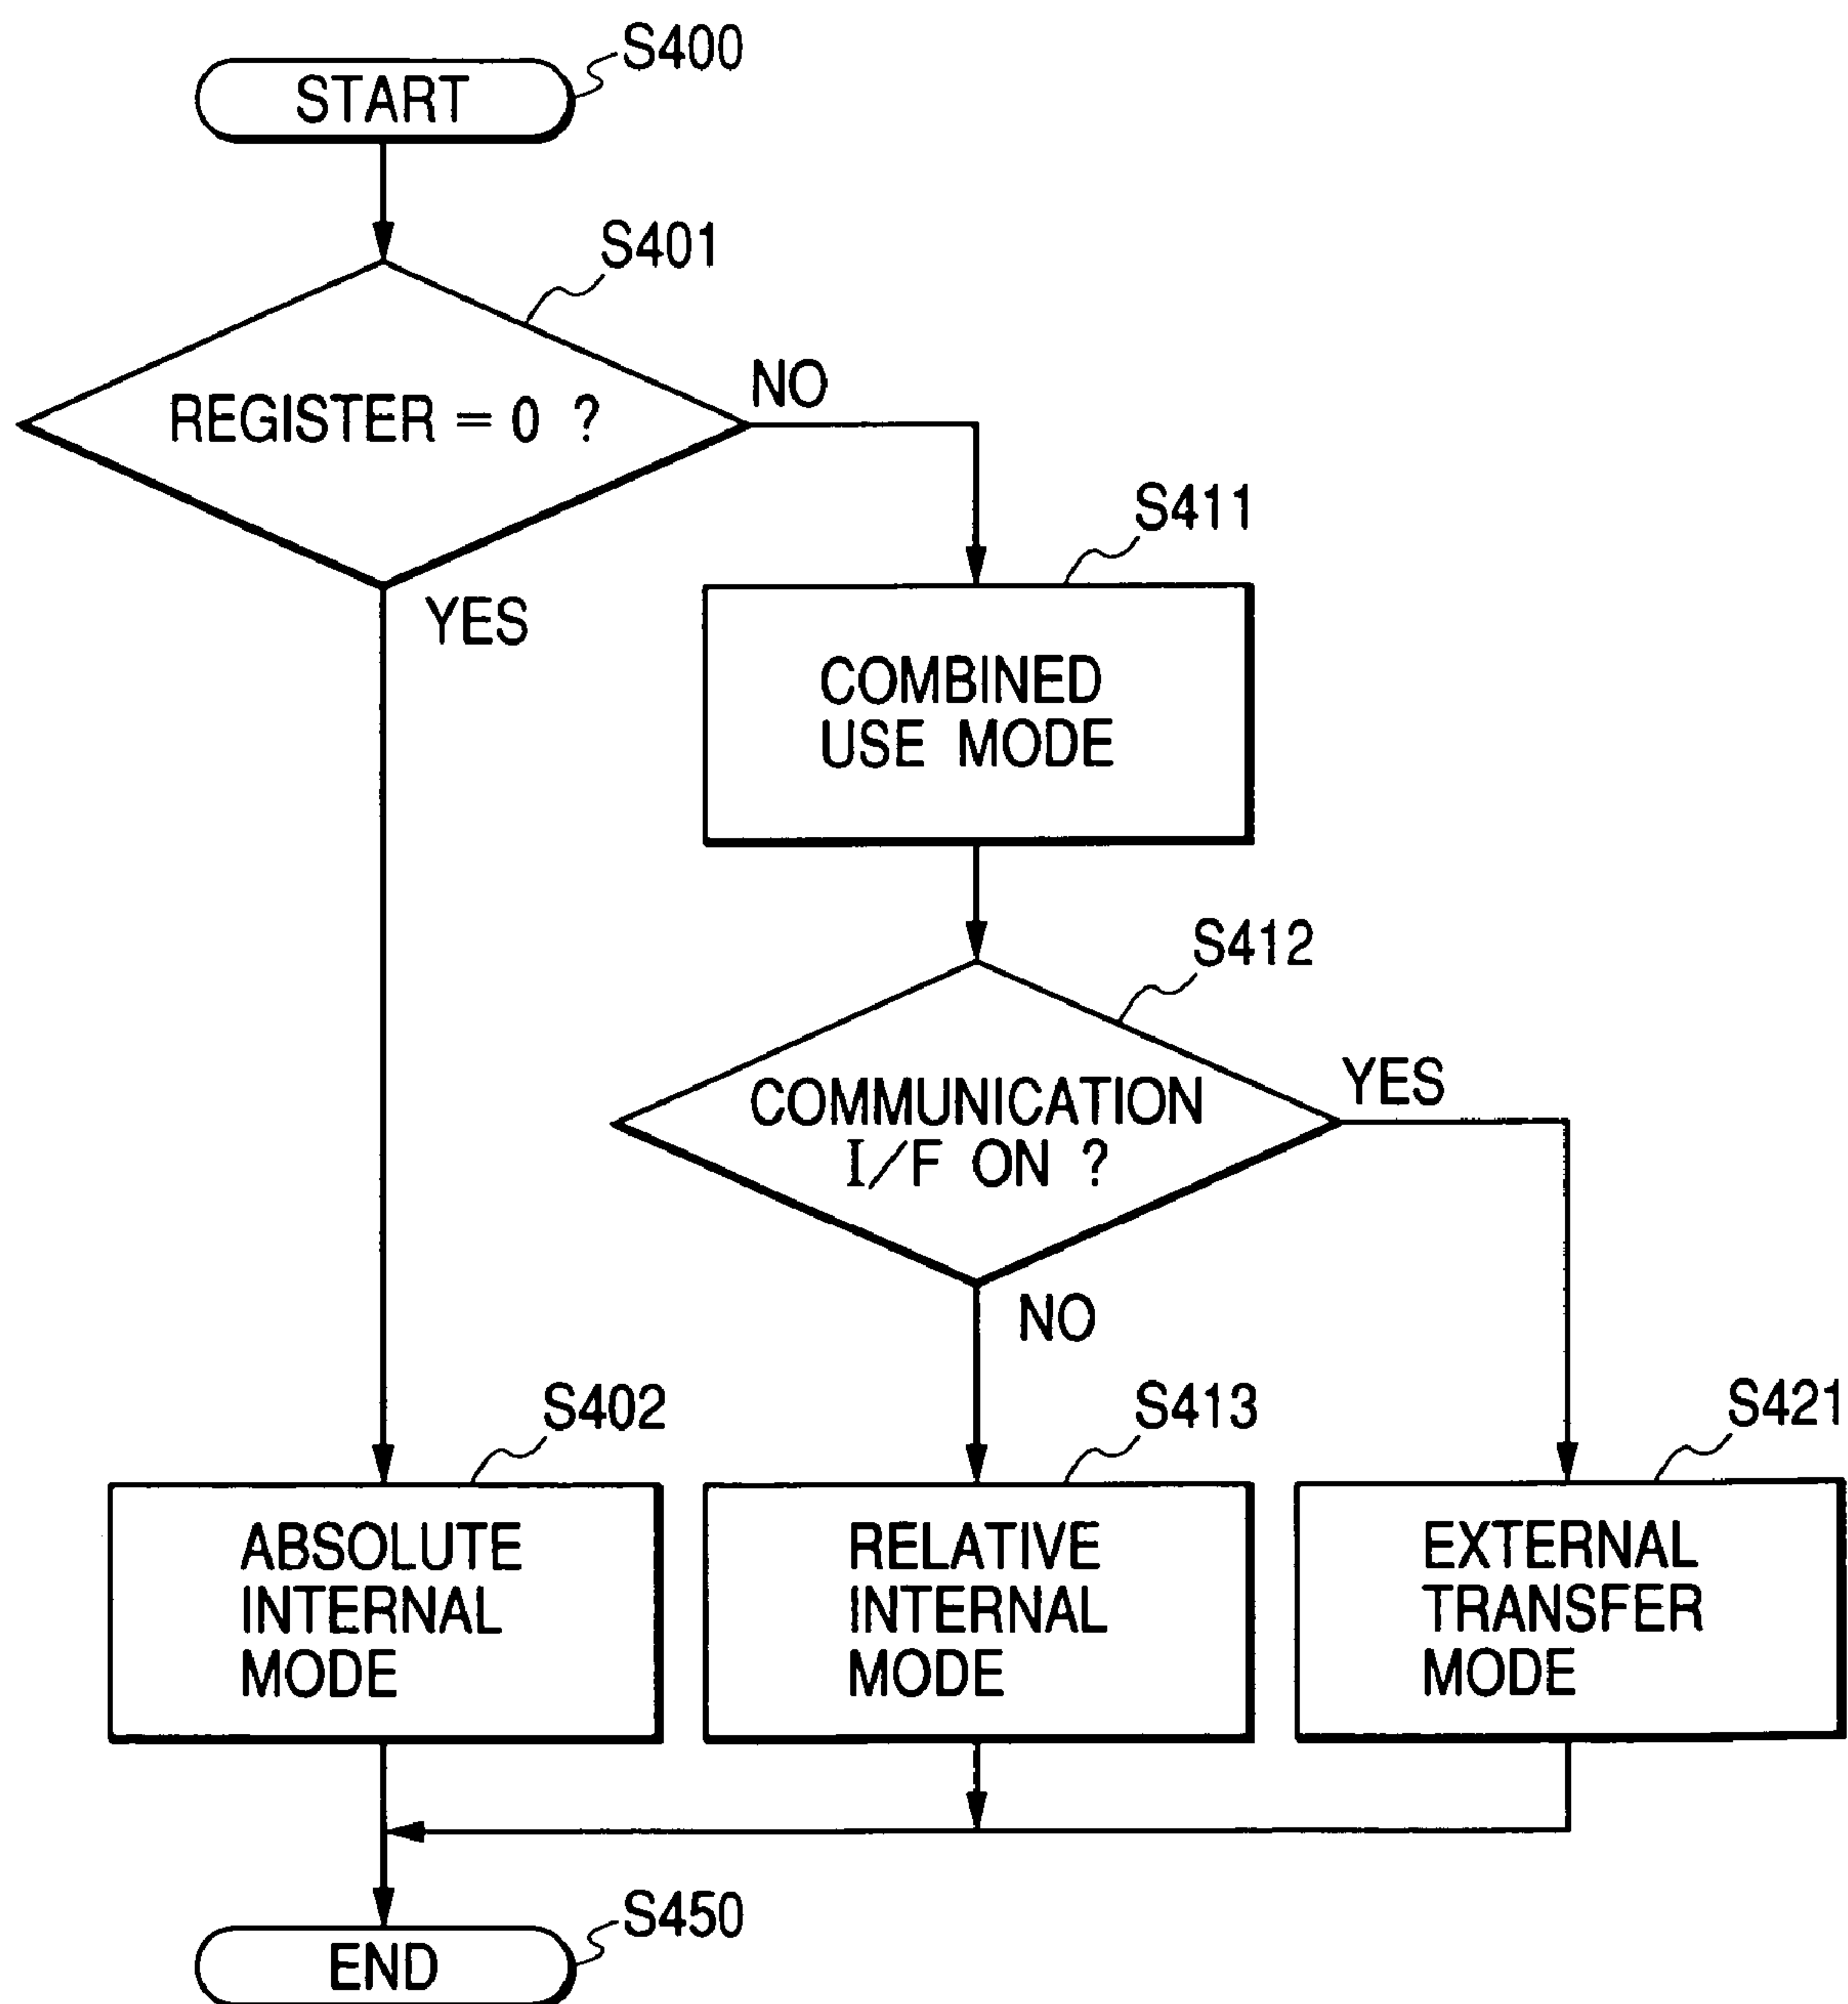 S400
START
S401
REGISTER = 0 ?
NO
YES
S411
COMBINED
USE MODE
S412
COMMUNICATION
I/F ON ?
YES
NO
S402
ABSOLUTE
INTERNAL
MODE
S413
RELATIVE
INTERNAL
MODE
S421
EXTERNAL
TRANSFER
MODE
S450
END